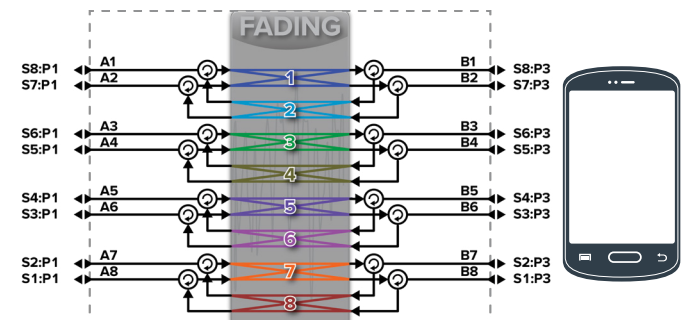 FADING
S8:P1 A1 B1 S8:P3
S7:P1 A2 1 B2 S7:P3
2
S6:P1 A3 B3 S6:P3
S5:P1 A4 3 B4 S5:P3
4
S4:P1 A5 B5 S4:P3
S3:P1 A6 5 B6 S3:P3
6
S2:P1 A7 B7 S2:P3
S1:P1 A8 7 B8 S1:P3
8